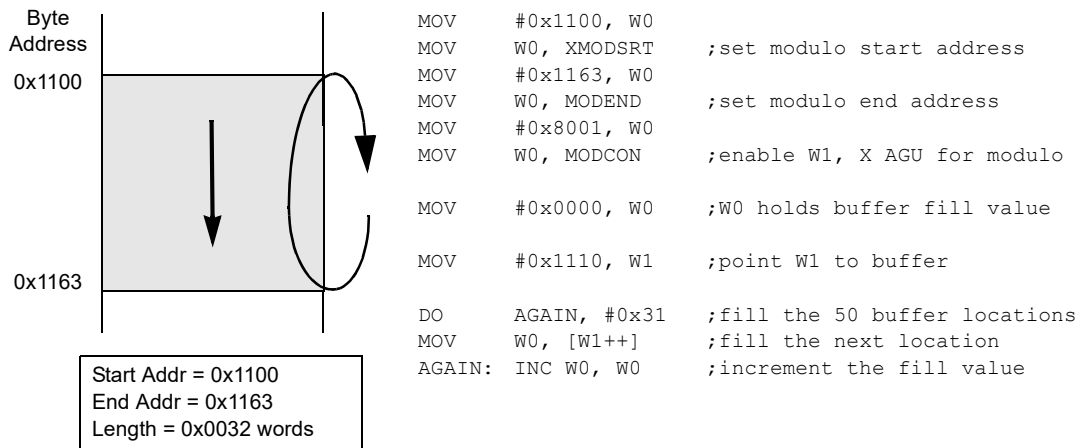 Byte
Address
0x1100
0x1163
Start Addr = 0x1100
End Addr = 0x1163
Length = 0x0032 words
MOV #0x1100, W0
MOV W0, XMODSRT ;set modulo start address
MOV #0x1163, W0
MOV W0, MODEND ;set modulo end address
MOV #0x8001, W0
MOV W0, MODCON ;enable W1, X AGU for modulo
MOV #0x0000, W0 ;W0 holds buffer fill value
MOV #0x1110, W1 ;point W1 to buffer
DO AGAIN, #0x31 ;fill the 50 buffer locations
MOV W0, [W1++] ;fill the next location
AGAIN: INC W0, W0 ;increment the fill value